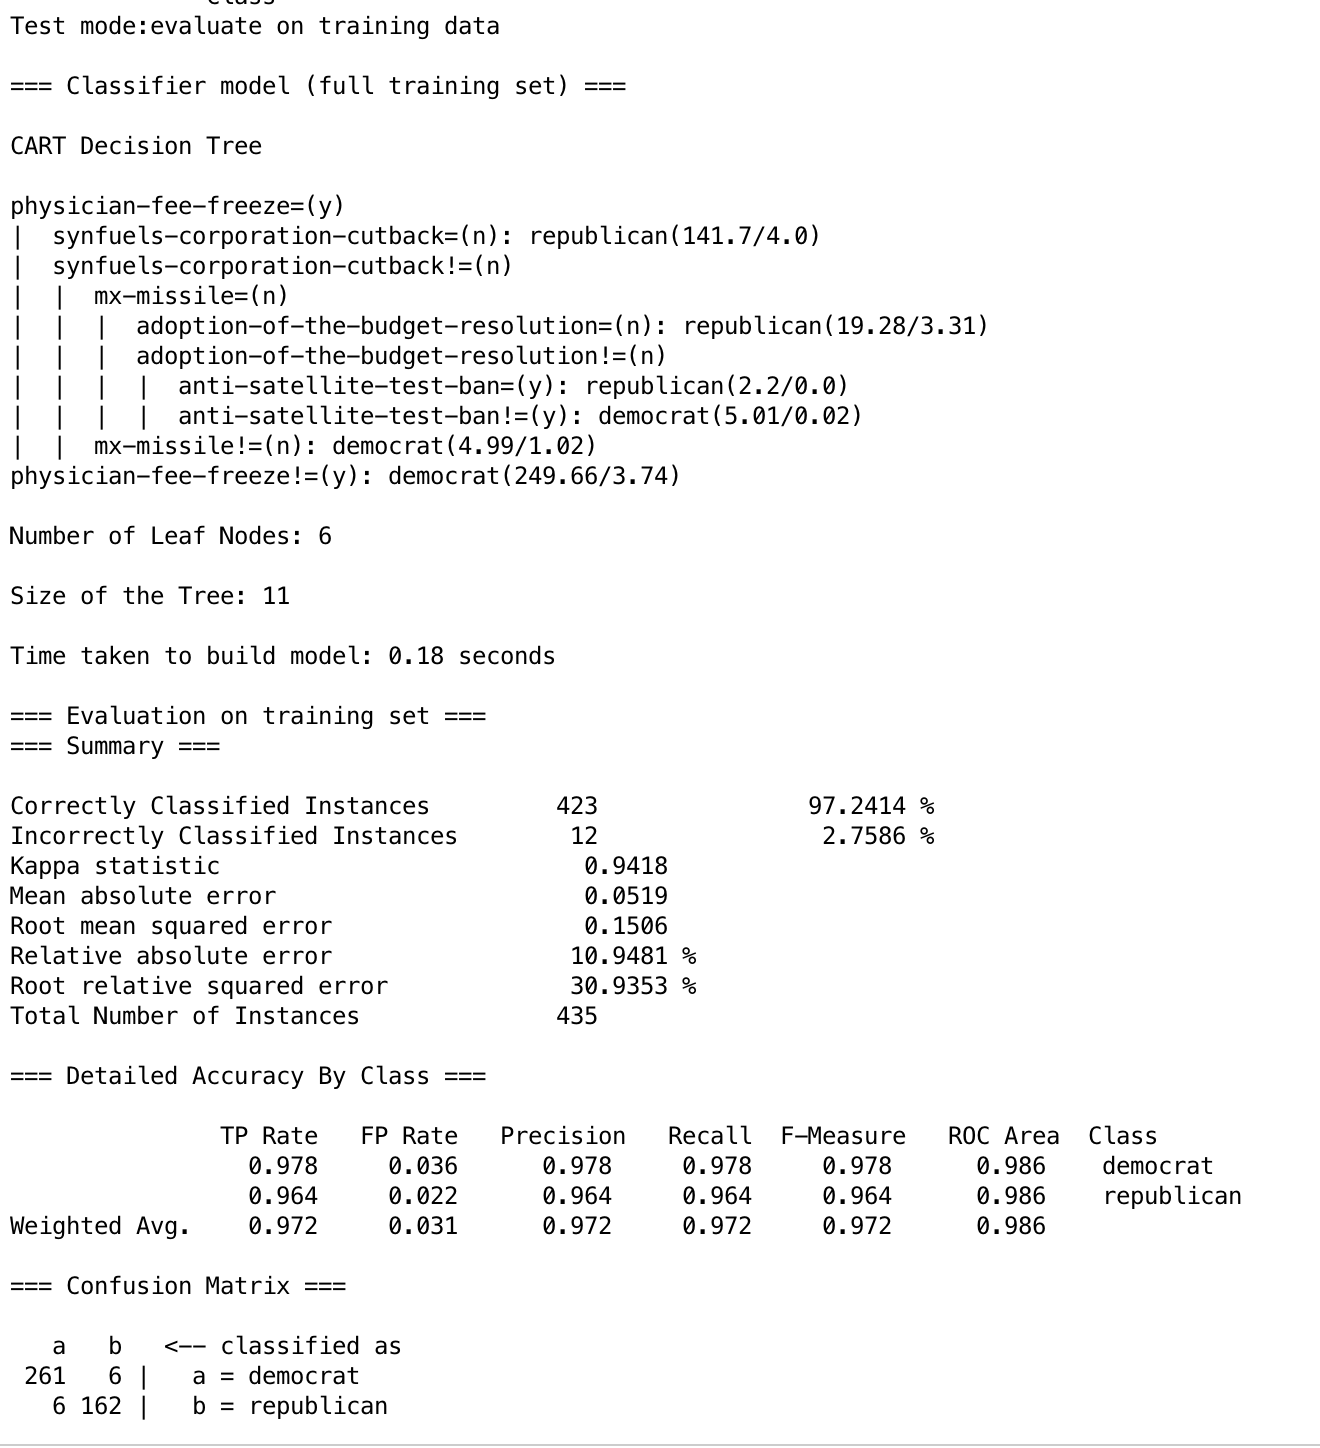 Class
Test mode:evaluate on training data
=== Classifier model (full training set) ===
CART Decision Tree
physician-fee-freeze=(y)
|  synfuels-corporation-cutback=(n): republican(141.7/4.0)
|  synfuels-corporation-cutback!=(n)
|  |  mx-missile=(n)
|  |  |  adoption-of-the-budget-resolution=(n): republican(19.28/3.31)
|  |  |  adoption-of-the-budget-resolution!=(n)
|  |  |  |  anti-satellite-test-ban=(y): republican(2.2/0.0)
|  |  |  |  anti-satellite-test-ban!=(y): democrat(5.01/0.02)
|  |  mx-missile!=(n): democrat(4.99/1.02)
physician-fee-freeze!=(y): democrat(249.66/3.74)
Number of Leaf Nodes: 6
Size of the Tree: 11
Time taken to build model: 0.18 seconds
=== Evaluation on training set ===
=== Summary ===
Correctly Classified Instances         423               97.2414 %
Incorrectly Classified Instances        12                2.7586 %
Kappa statistic                          0.9418
Mean absolute error                      0.0519
Root mean squared error                  0.1506
Relative absolute error                 10.9481 %
Root relative squared error             30.9353 %
Total Number of Instances              435
=== Detailed Accuracy By Class ===
               TP Rate   FP Rate   Precision   Recall  F-Measure   ROC Area  Class
                 0.978     0.036      0.978     0.978     0.978      0.986    democrat
                 0.964     0.022      0.964     0.964     0.964      0.986    republican
Weighted Avg.    0.972     0.031      0.972     0.972     0.972      0.986
=== Confusion Matrix ===
   a   b   <-- classified as
 261   6 |   a = democrat
   6 162 |   b = republican